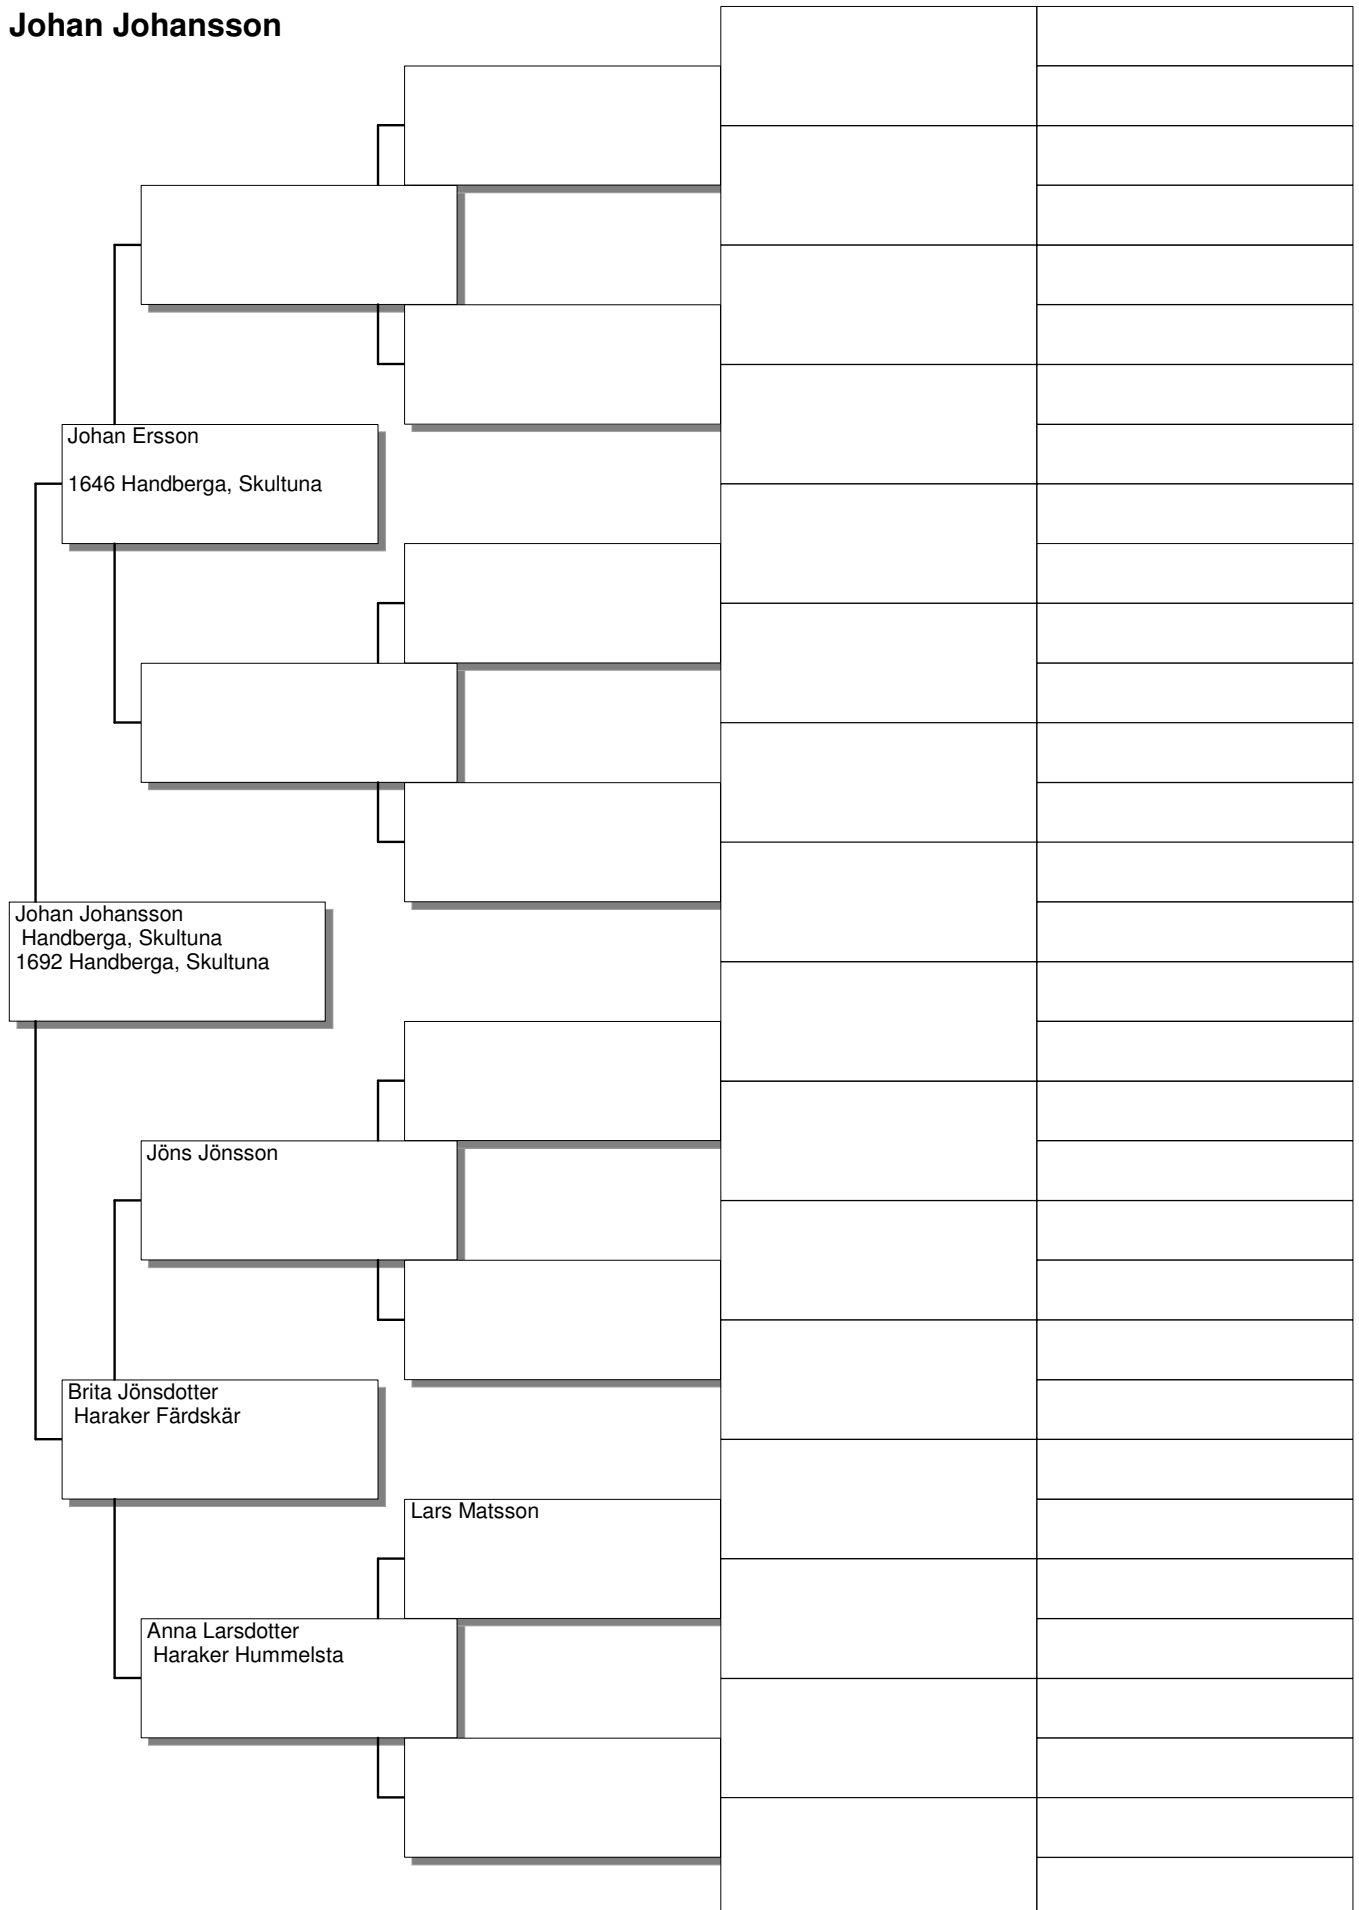 Johan Johansson
Johan Ersson
1646 Handberga, Skultuna
Johan Johansson
Handberga, Skultuna
1692 Handberga, Skultuna
Jöns Jönsson
Brita Jönsdotter
Haraker Färdskär
Lars Matsson
Anna Larsdotter
Haraker Hummelsta